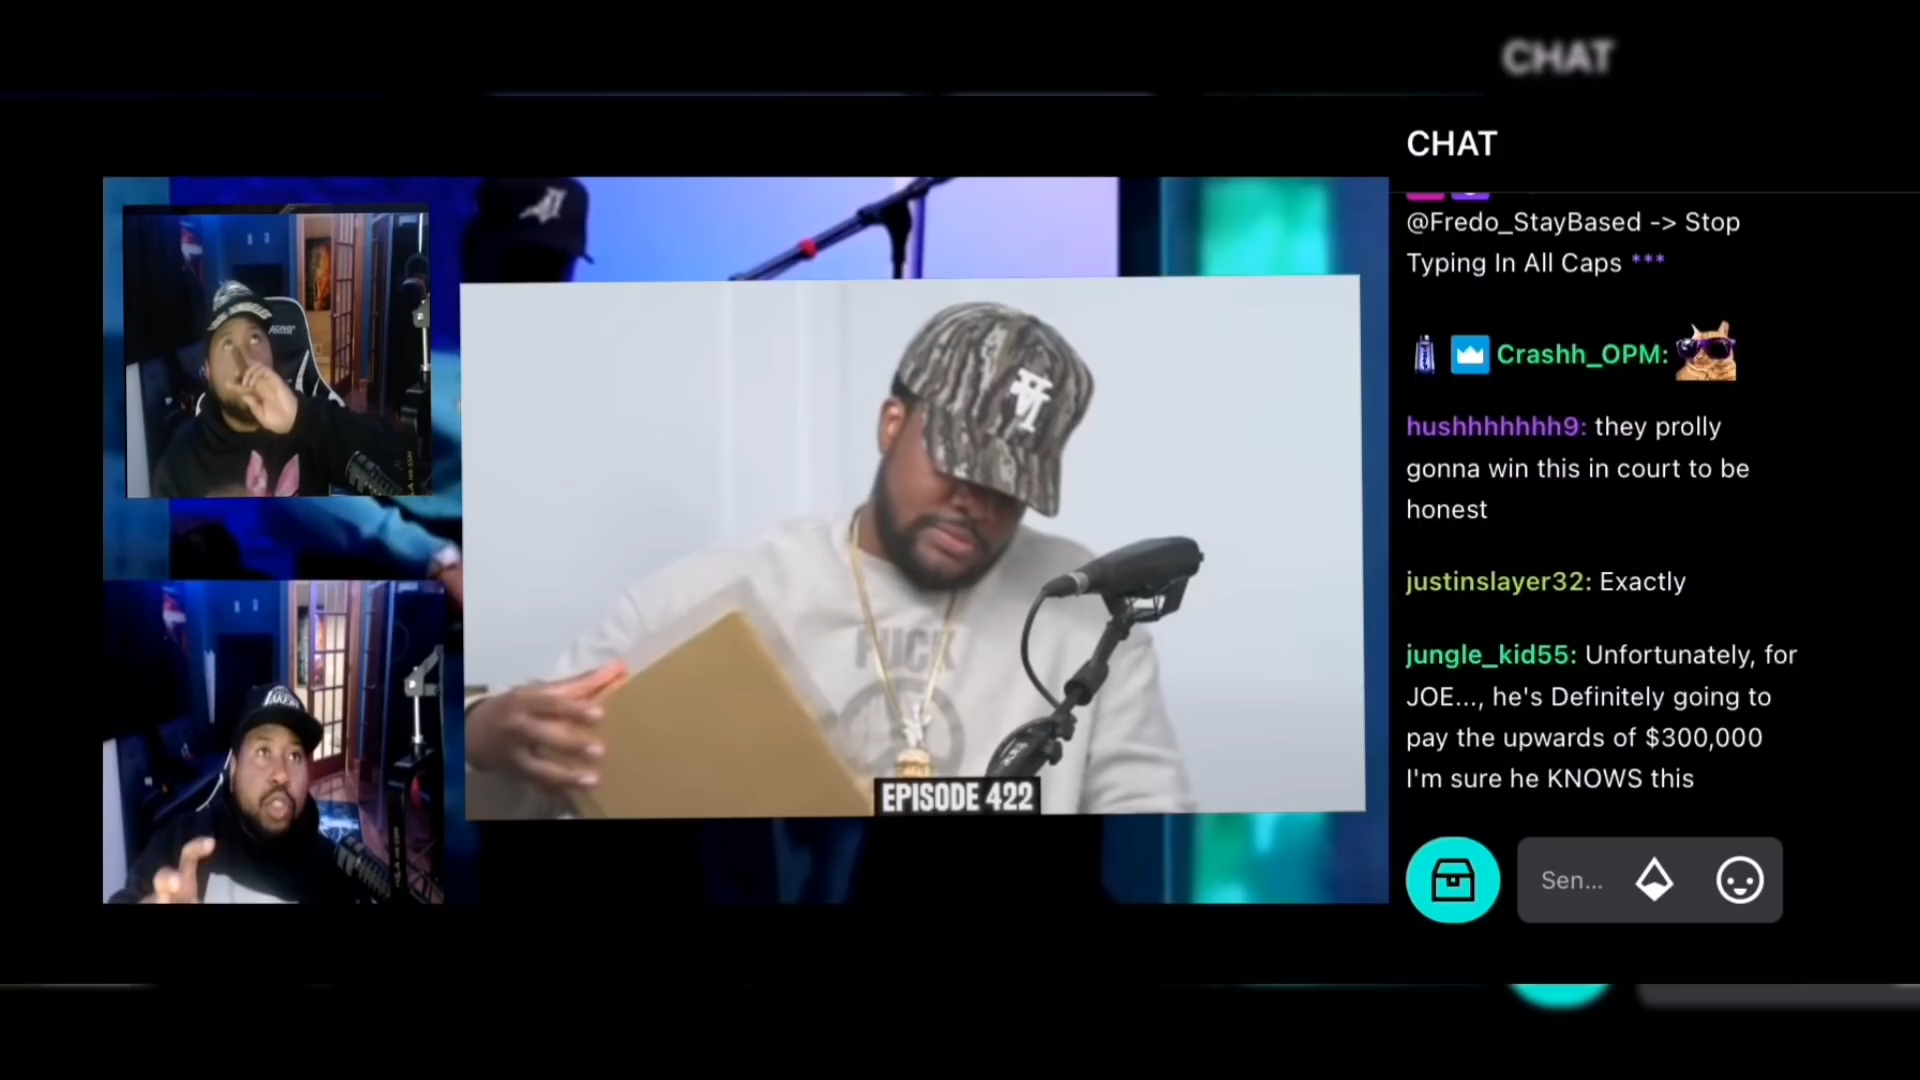 CHAT
CHAT
@Fredo_StayBased -> Stop
Typing In All Caps ***
Crashh_OPM:
hushhhhhhh9: they prolly
gonna win this in court to be
honest
justinslayer32: Exactly
jungle_kid55: Unfortunately, for
JOE..., he's Definitely going to
pay the upwards of $300,000
I'm sure he KNOWS this
Sen...
FUCK
EPISODE 422